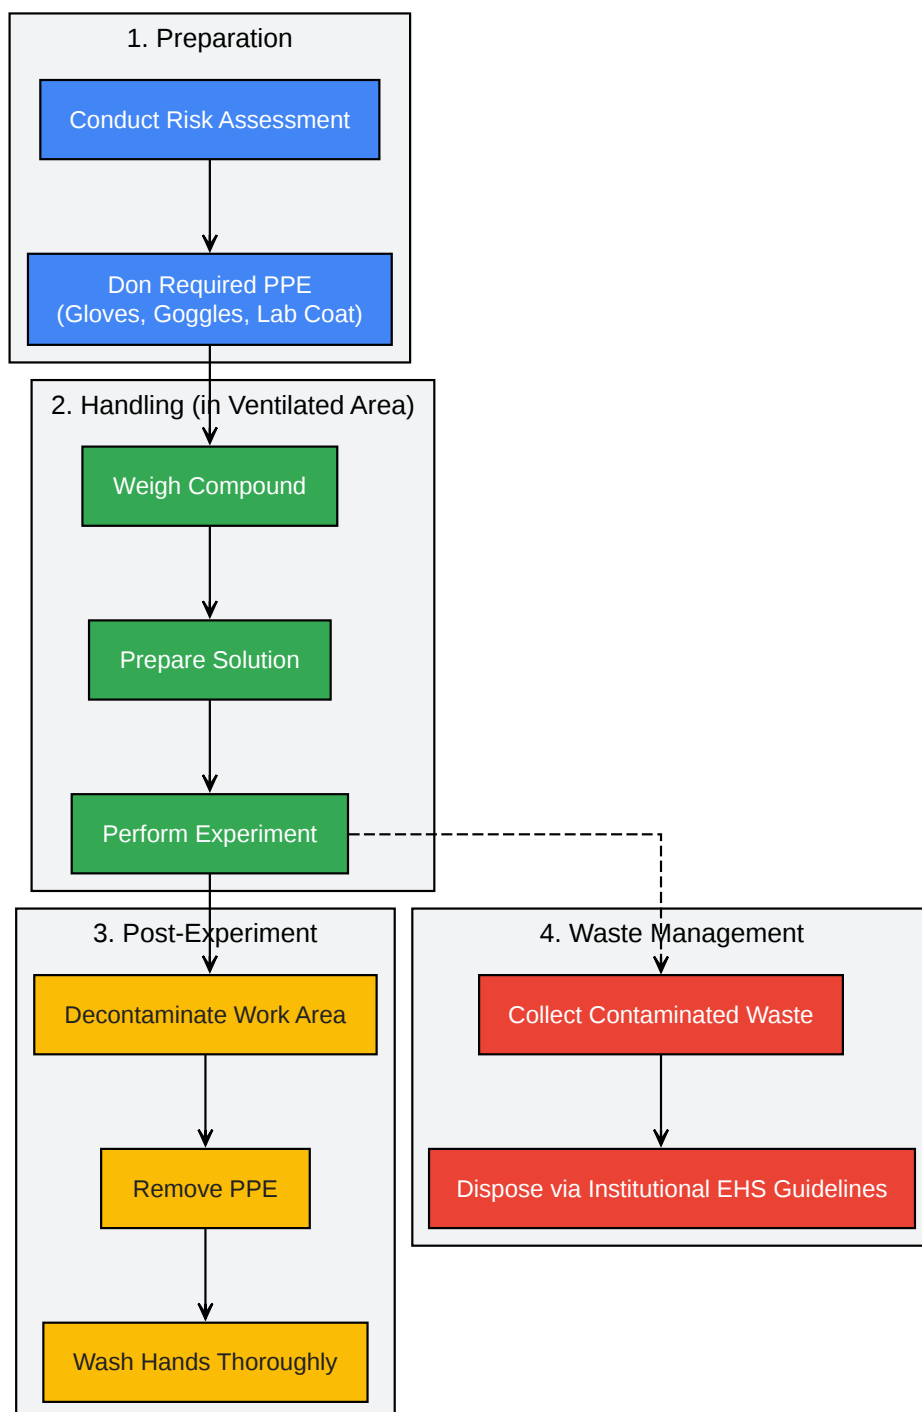 1. Preparation
Conduct Risk Assessment
Don Required PPE
(Gloves, Goggles, Lab Coat)
2. Handling (in Ventilated Area)
Weigh Compound
Prepare Solution
Perform Experiment
3. Post-Experiment
Decontaminate Work Area
Remove PPE
Wash Hands Thoroughly
4. Waste Management
Collect Contaminated Waste
Dispose via Institutional EHS Guidelines